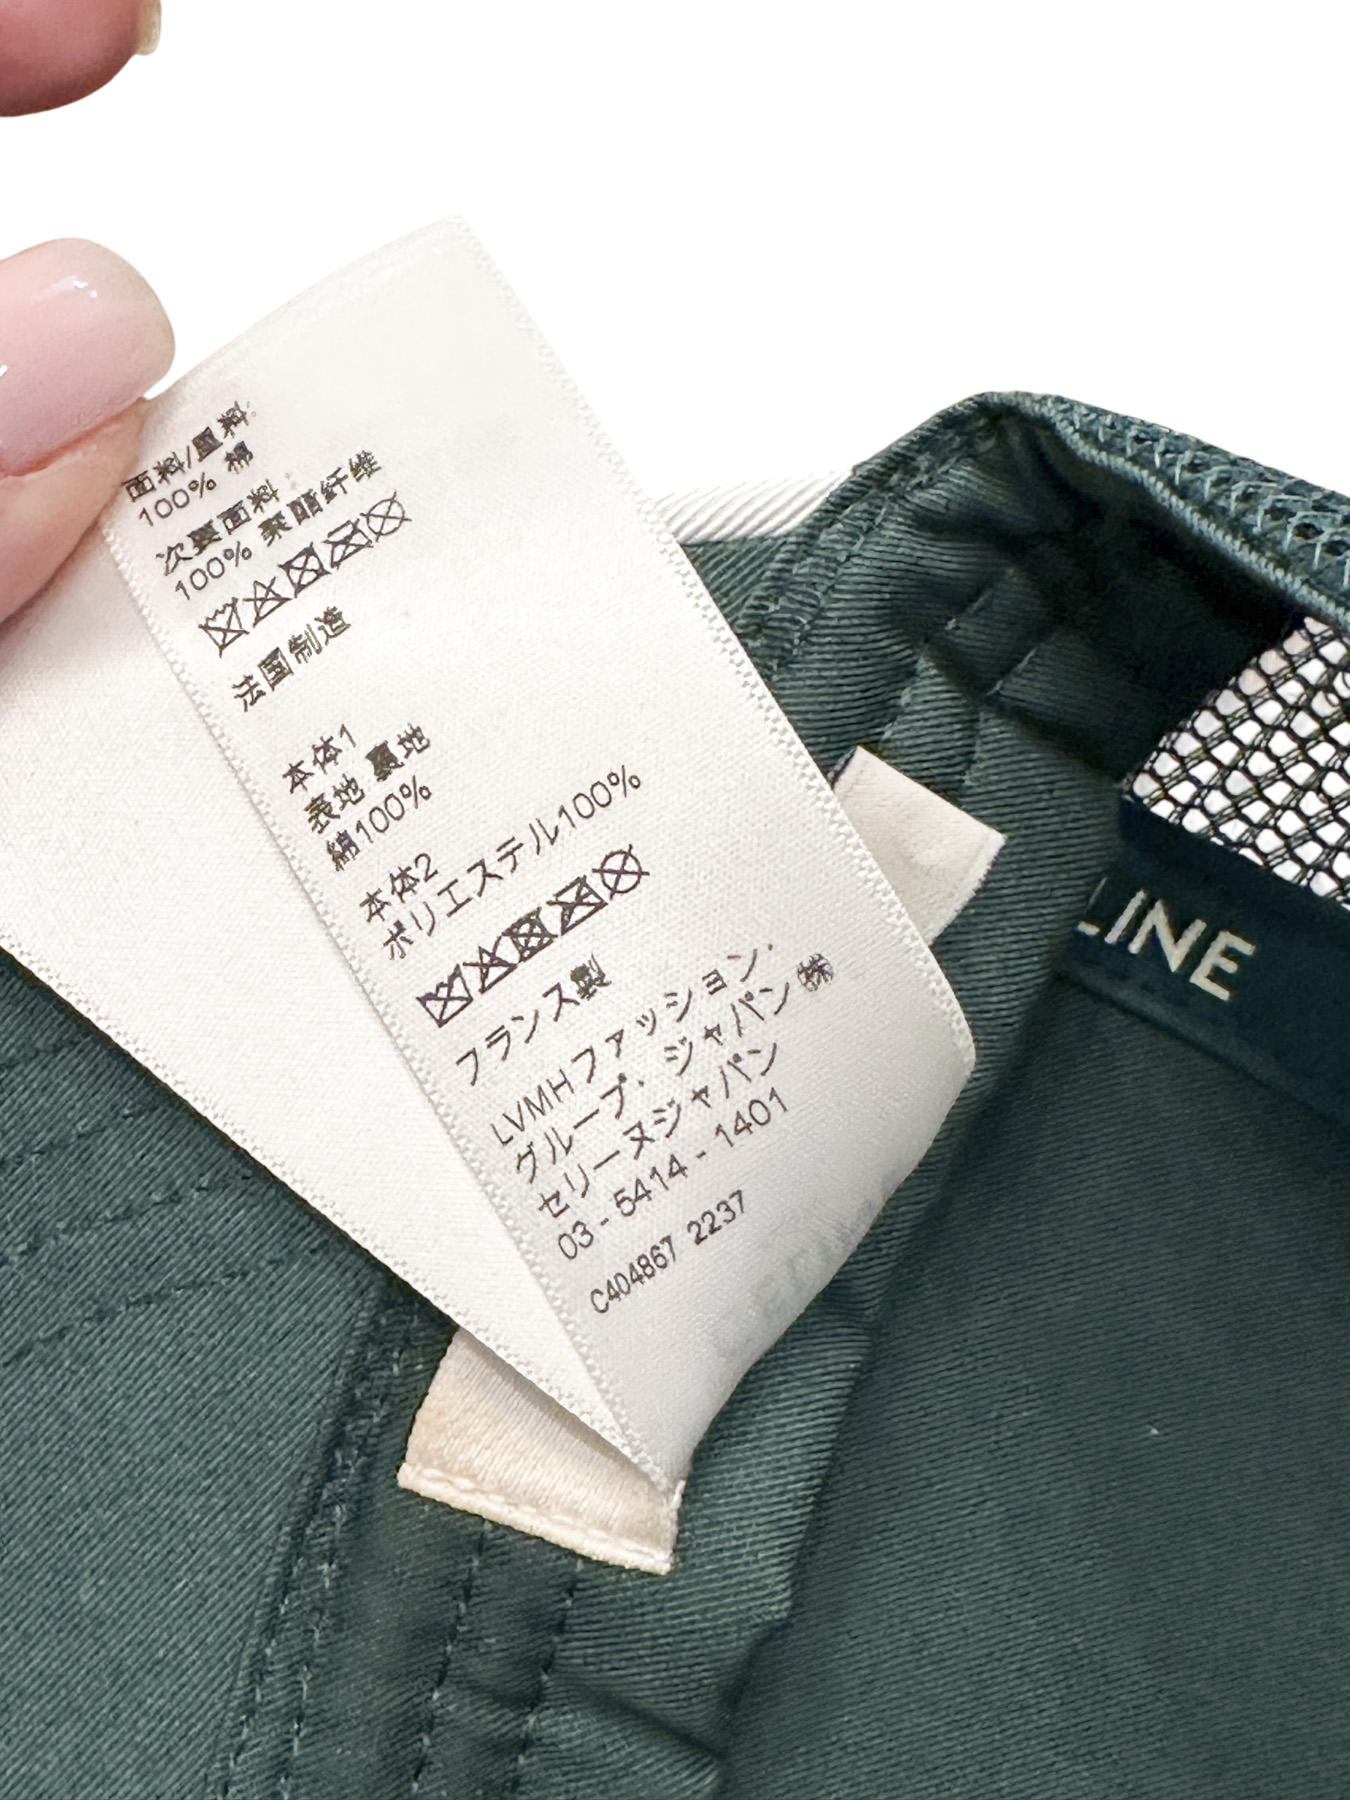 面料/里料:
100% 棉
次要面料:
100% 聚酯纤维
法国制造
本体1
表地 裏地
綿100%
本体2
ポリエステル100%
フランス製
LVMHファッション・
グループ・ジャパン㈱
セリーヌジャパン
03 - 5414 - 1401
C404867 2237
LINE